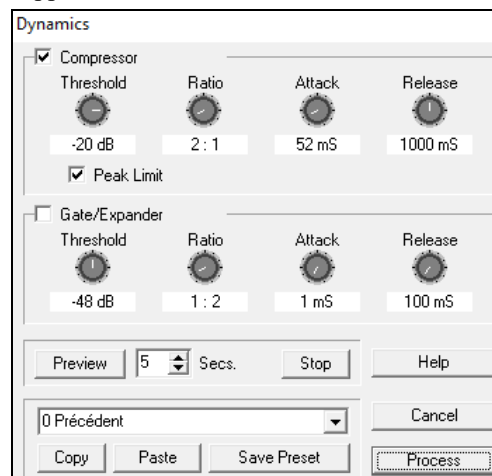 Dynamics
Compressor
Threshold Ratio Attack Release
-20 dB 2 : 1 52 mS 1000 mS
Peak Limit
Gate/Expander
Threshold Ratio Attack Release
-48 dB 1 : 2 1 mS 100 mS
Preview 5 Secs. Stop Help
0 Précédent Cancel
Copy Paste Save Preset Process